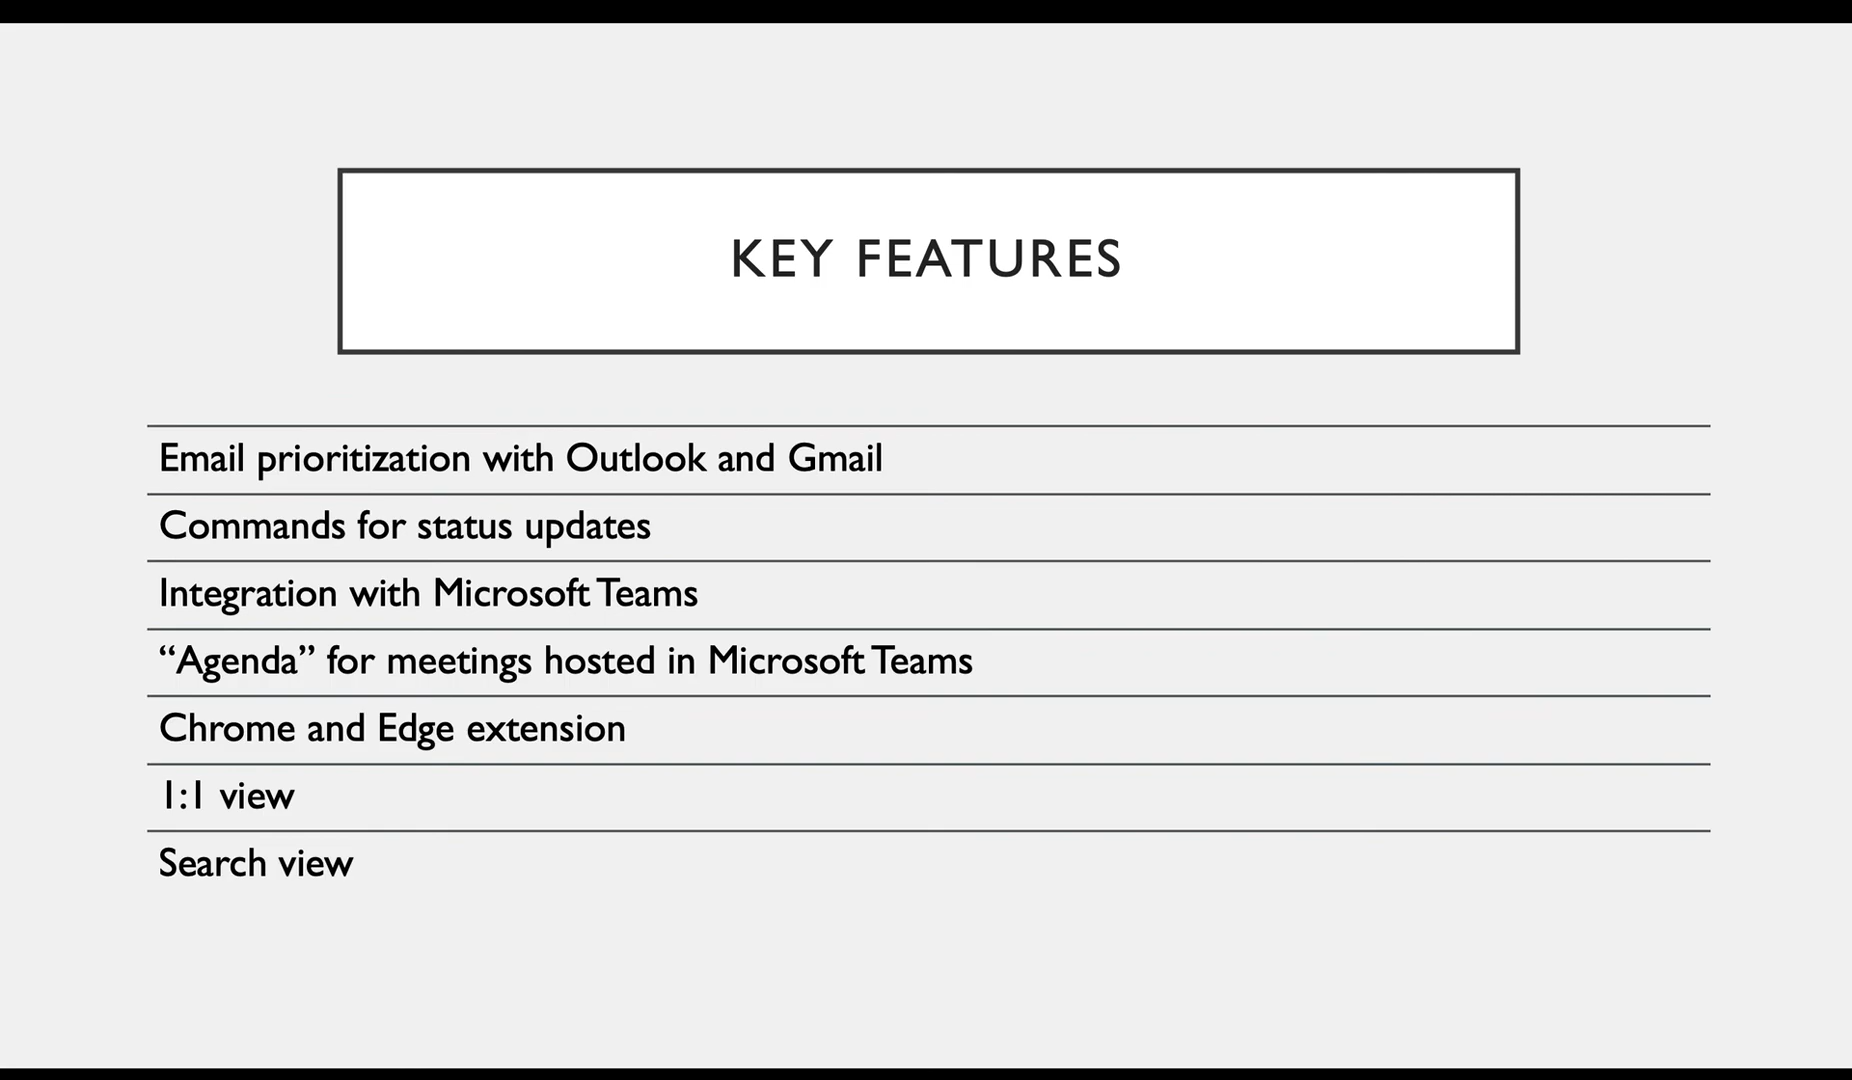 KEY FEATURES
Email prioritization with Outlook and Gmail
Commands for status updates
Integration with Microsoft Teams
“Agenda” for meetings hosted in Microsoft Teams
Chrome and Edge extension
1:1 view
Search view